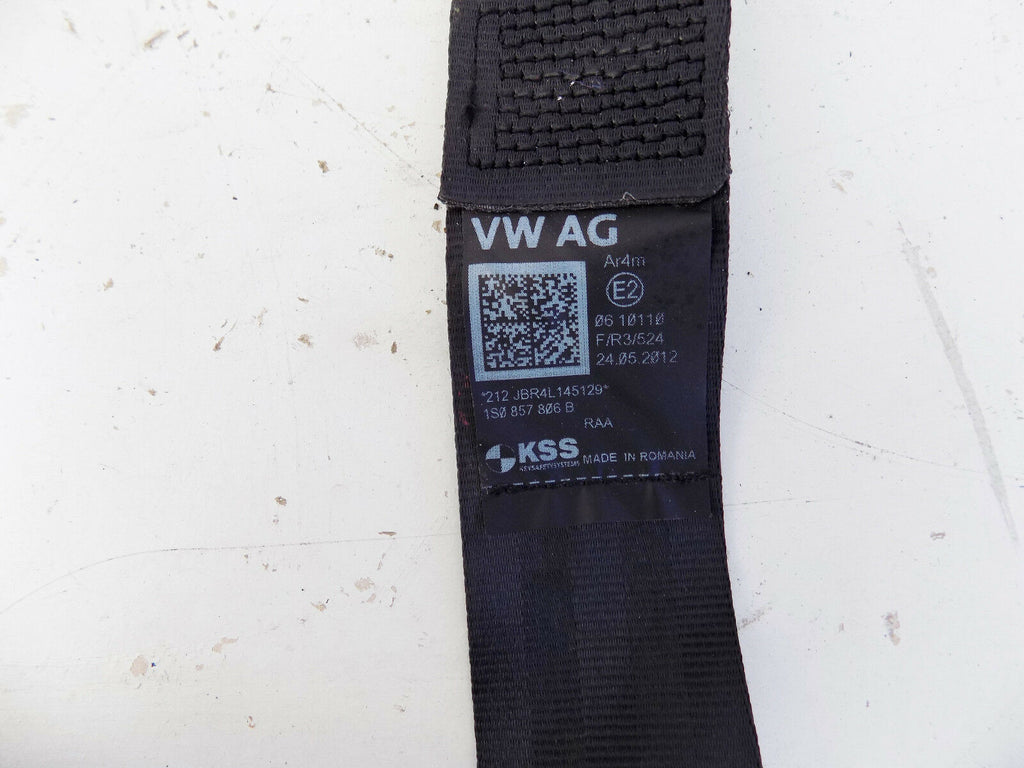 VW AG
Ar4m
E2
06 10110
F/R3/524
24.05.2012
*212 JBR4L145129*
1S0 857 806 B
RAA
KSS
KEYSAFETYSYSTEMS
MADE IN ROMANIA